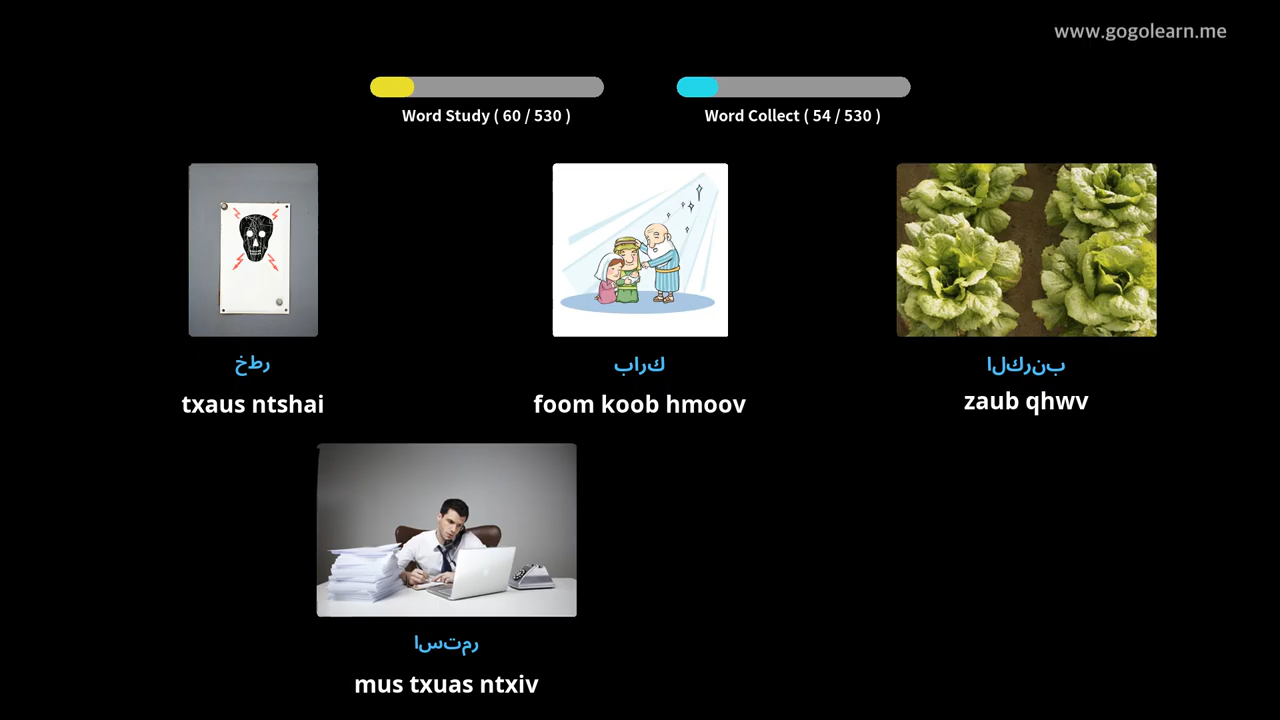 www.gogolearn.me
Word Study ( 60 / 530 )
Word Collect ( 54 / 530 )
خطر
بارك
الكرنب
txaus ntshai
foom koob hmoov
zaub qhwv
استمر
mus txuas ntxiv